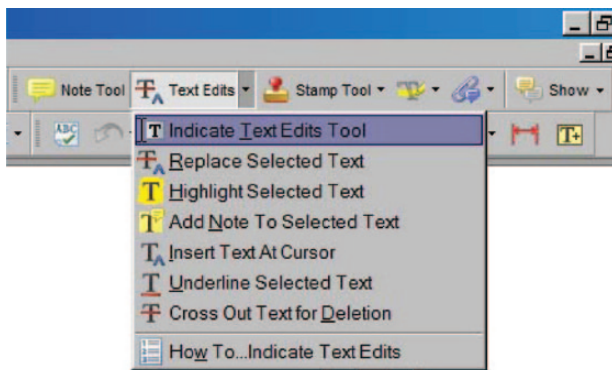 Note Tool Text Edits Stamp Tool Show
ABC T+
Indicate Text Edits Tool
Replace Selected Text
Highlight Selected Text
Add Note To Selected Text
Insert Text At Cursor
Underline Selected Text
Cross Out Text for Deletion
How To...Indicate Text Edits